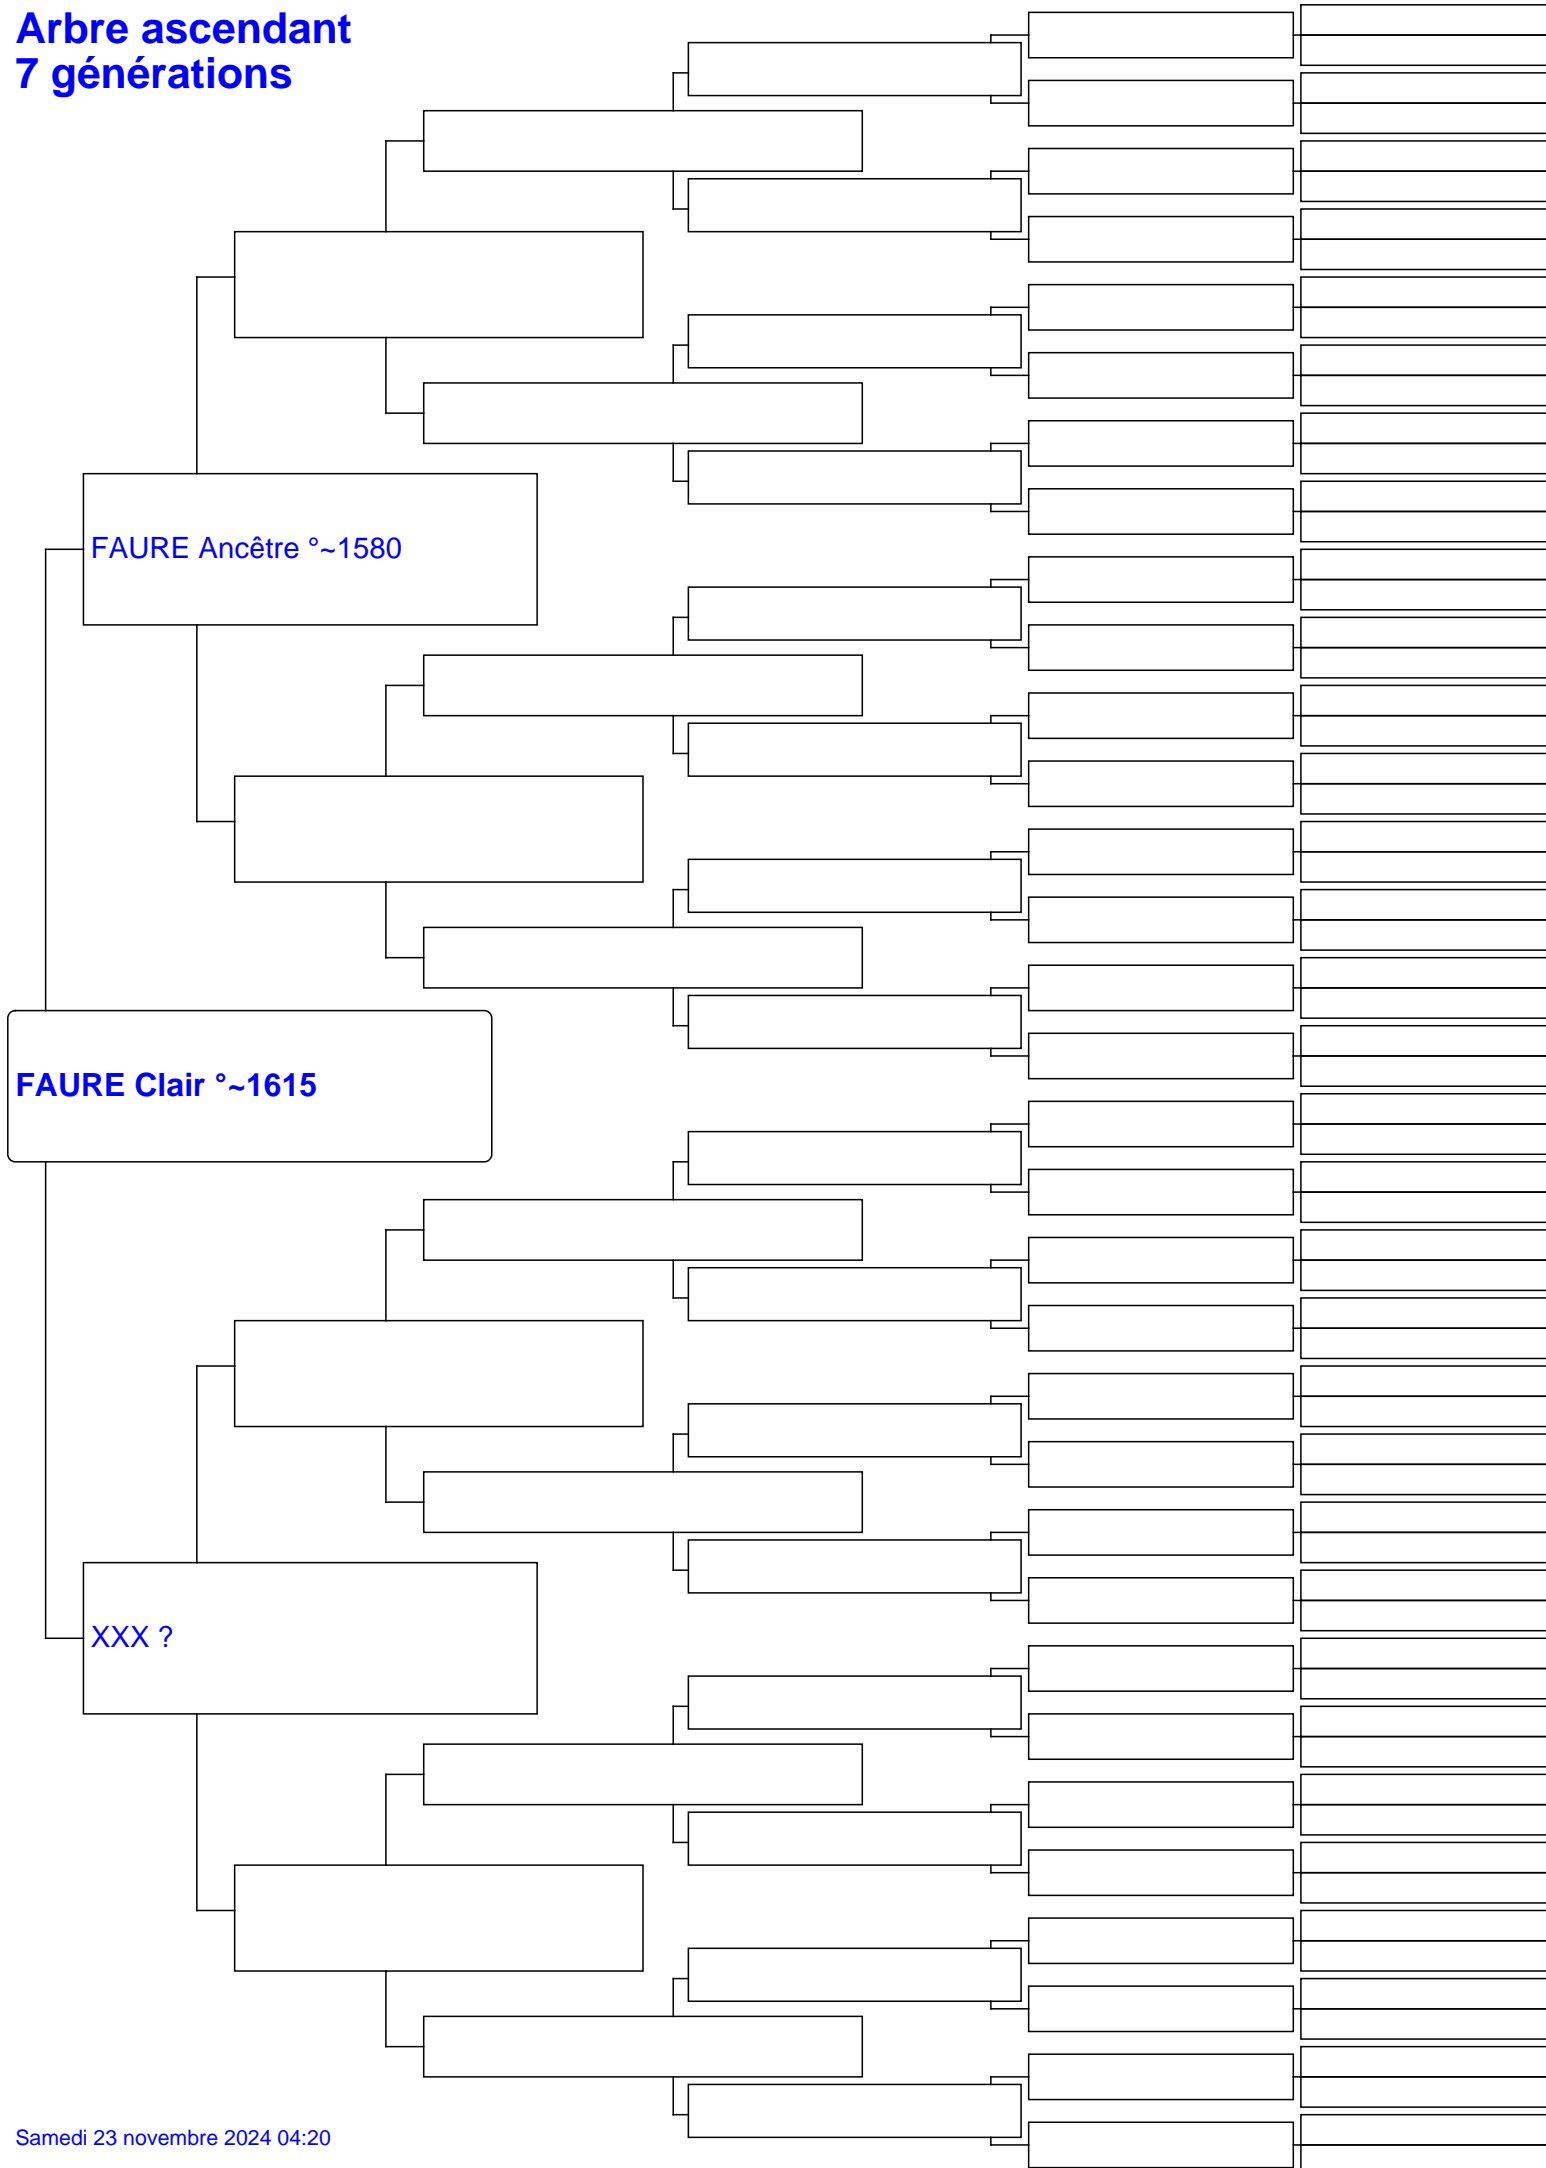 Arbre ascendant
7 générations
FAURE Ancêtre °~1580
FAURE Clair °~1615
XXX ?
Samedi 23 novembre 2024 04:20